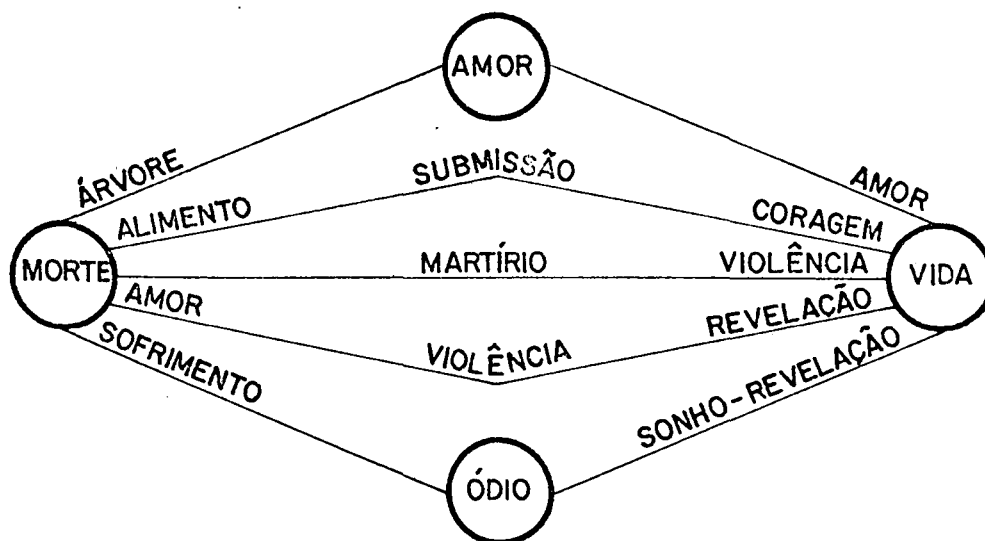 AMOR
ÁRVORE
SUBMISSÃO
AMOR
ALIMENTO
CORAGEM
MORTE
MARTÍRIO
VIOLÊNCIA
VIDA
AMOR
REVELAÇÃO
VIOLÊNCIA
SOFRIMENTO
SONHO-REVELAÇÃO
ÓDIO